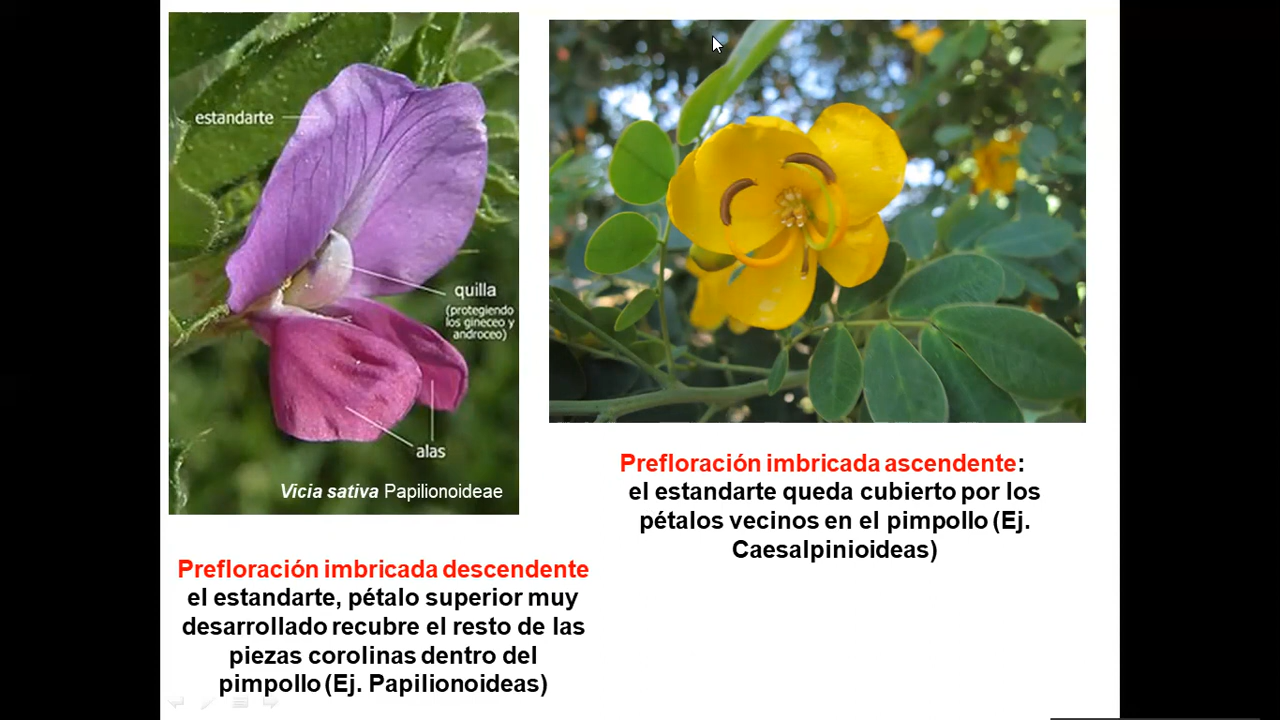 estandarte
quilla
(protegiendo
los gineceo y
androceo)
alas
Vicia sativa Papilionoideae
Prefloración imbricada descendente
el estandarte, pétalo superior muy
desarrollado recubre el resto de las
piezas corolinas dentro del
pimpollo (Ej. Papilionoideas)
Prefloración imbricada ascendente:
el estandarte queda cubierto por los
pétalos vecinos en el pimpollo (Ej.
Caesalpinioideas)